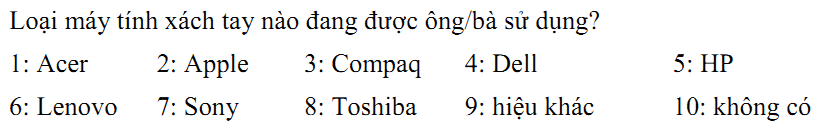 Loại máy tính xách tay nào đang được ông/bà sử dụng?
1: Acer 2: Apple 3: Compaq 4: Dell 5: HP
6: Lenovo 7: Sony 8: Toshiba 9: hiệu khác 10: không có